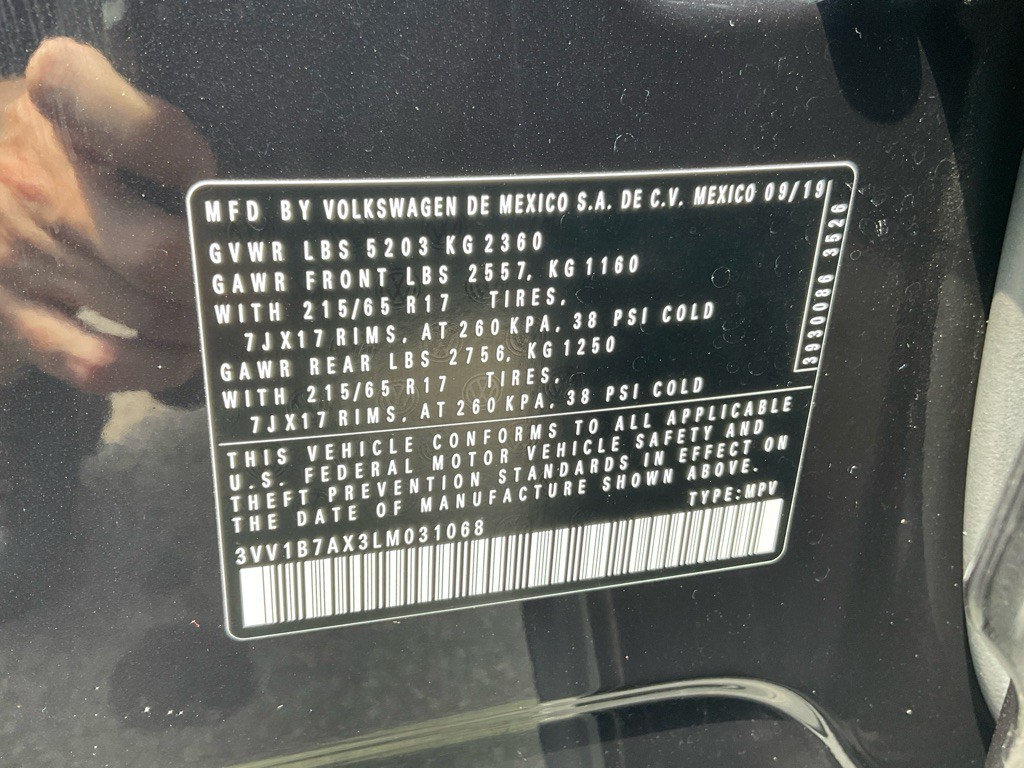 MFD BY VOLKSWAGEN DE MEXICO S.A. DE C.V. MEXICO 09/19
GVWR LBS 5203 KG 2360
GAWR FRONT LBS 2557, KG 1160
WITH 215/65 R17 TIRES,
7JX17 RIMS, AT 260 KPA, 38 PSI COLD
GAWR REAR LBS 2756, KG 1250
WITH 215/65 R17 TIRES,
7JX17 RIMS, AT 260 KPA, 38 PSI COLD
3930086 3526
THIS VEHICLE CONFORMS TO ALL APPLICABLE
U.S. FEDERAL MOTOR VEHICLE SAFETY AND
THEFT PREVENTION STANDARDS IN EFFECT ON
THE DATE OF MANUFACTURE SHOWN ABOVE.
TYPE:MPV
3VV1B7AX3LM031068